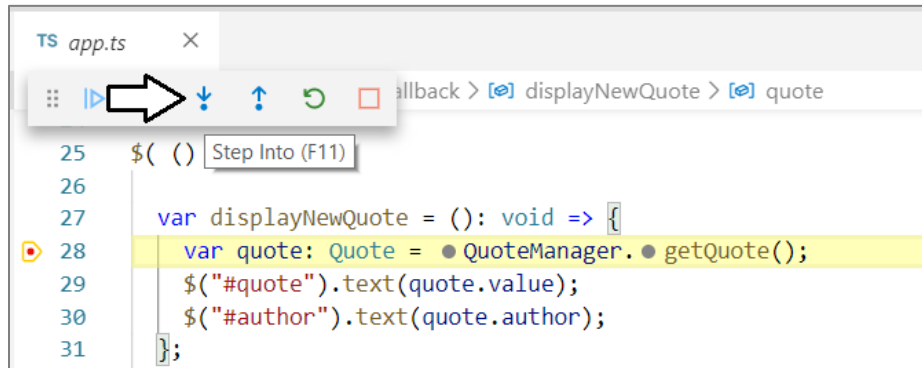 TS app.ts
allback > displayNewQuote > quote
25 $( () Step Into (F11)
26
27 var displayNewQuote = (): void => {
28 var quote: Quote = QuoteManager.getQuote();
29 $("#quote").text(quote.value);
30 $("#author").text(quote.author);
31 };